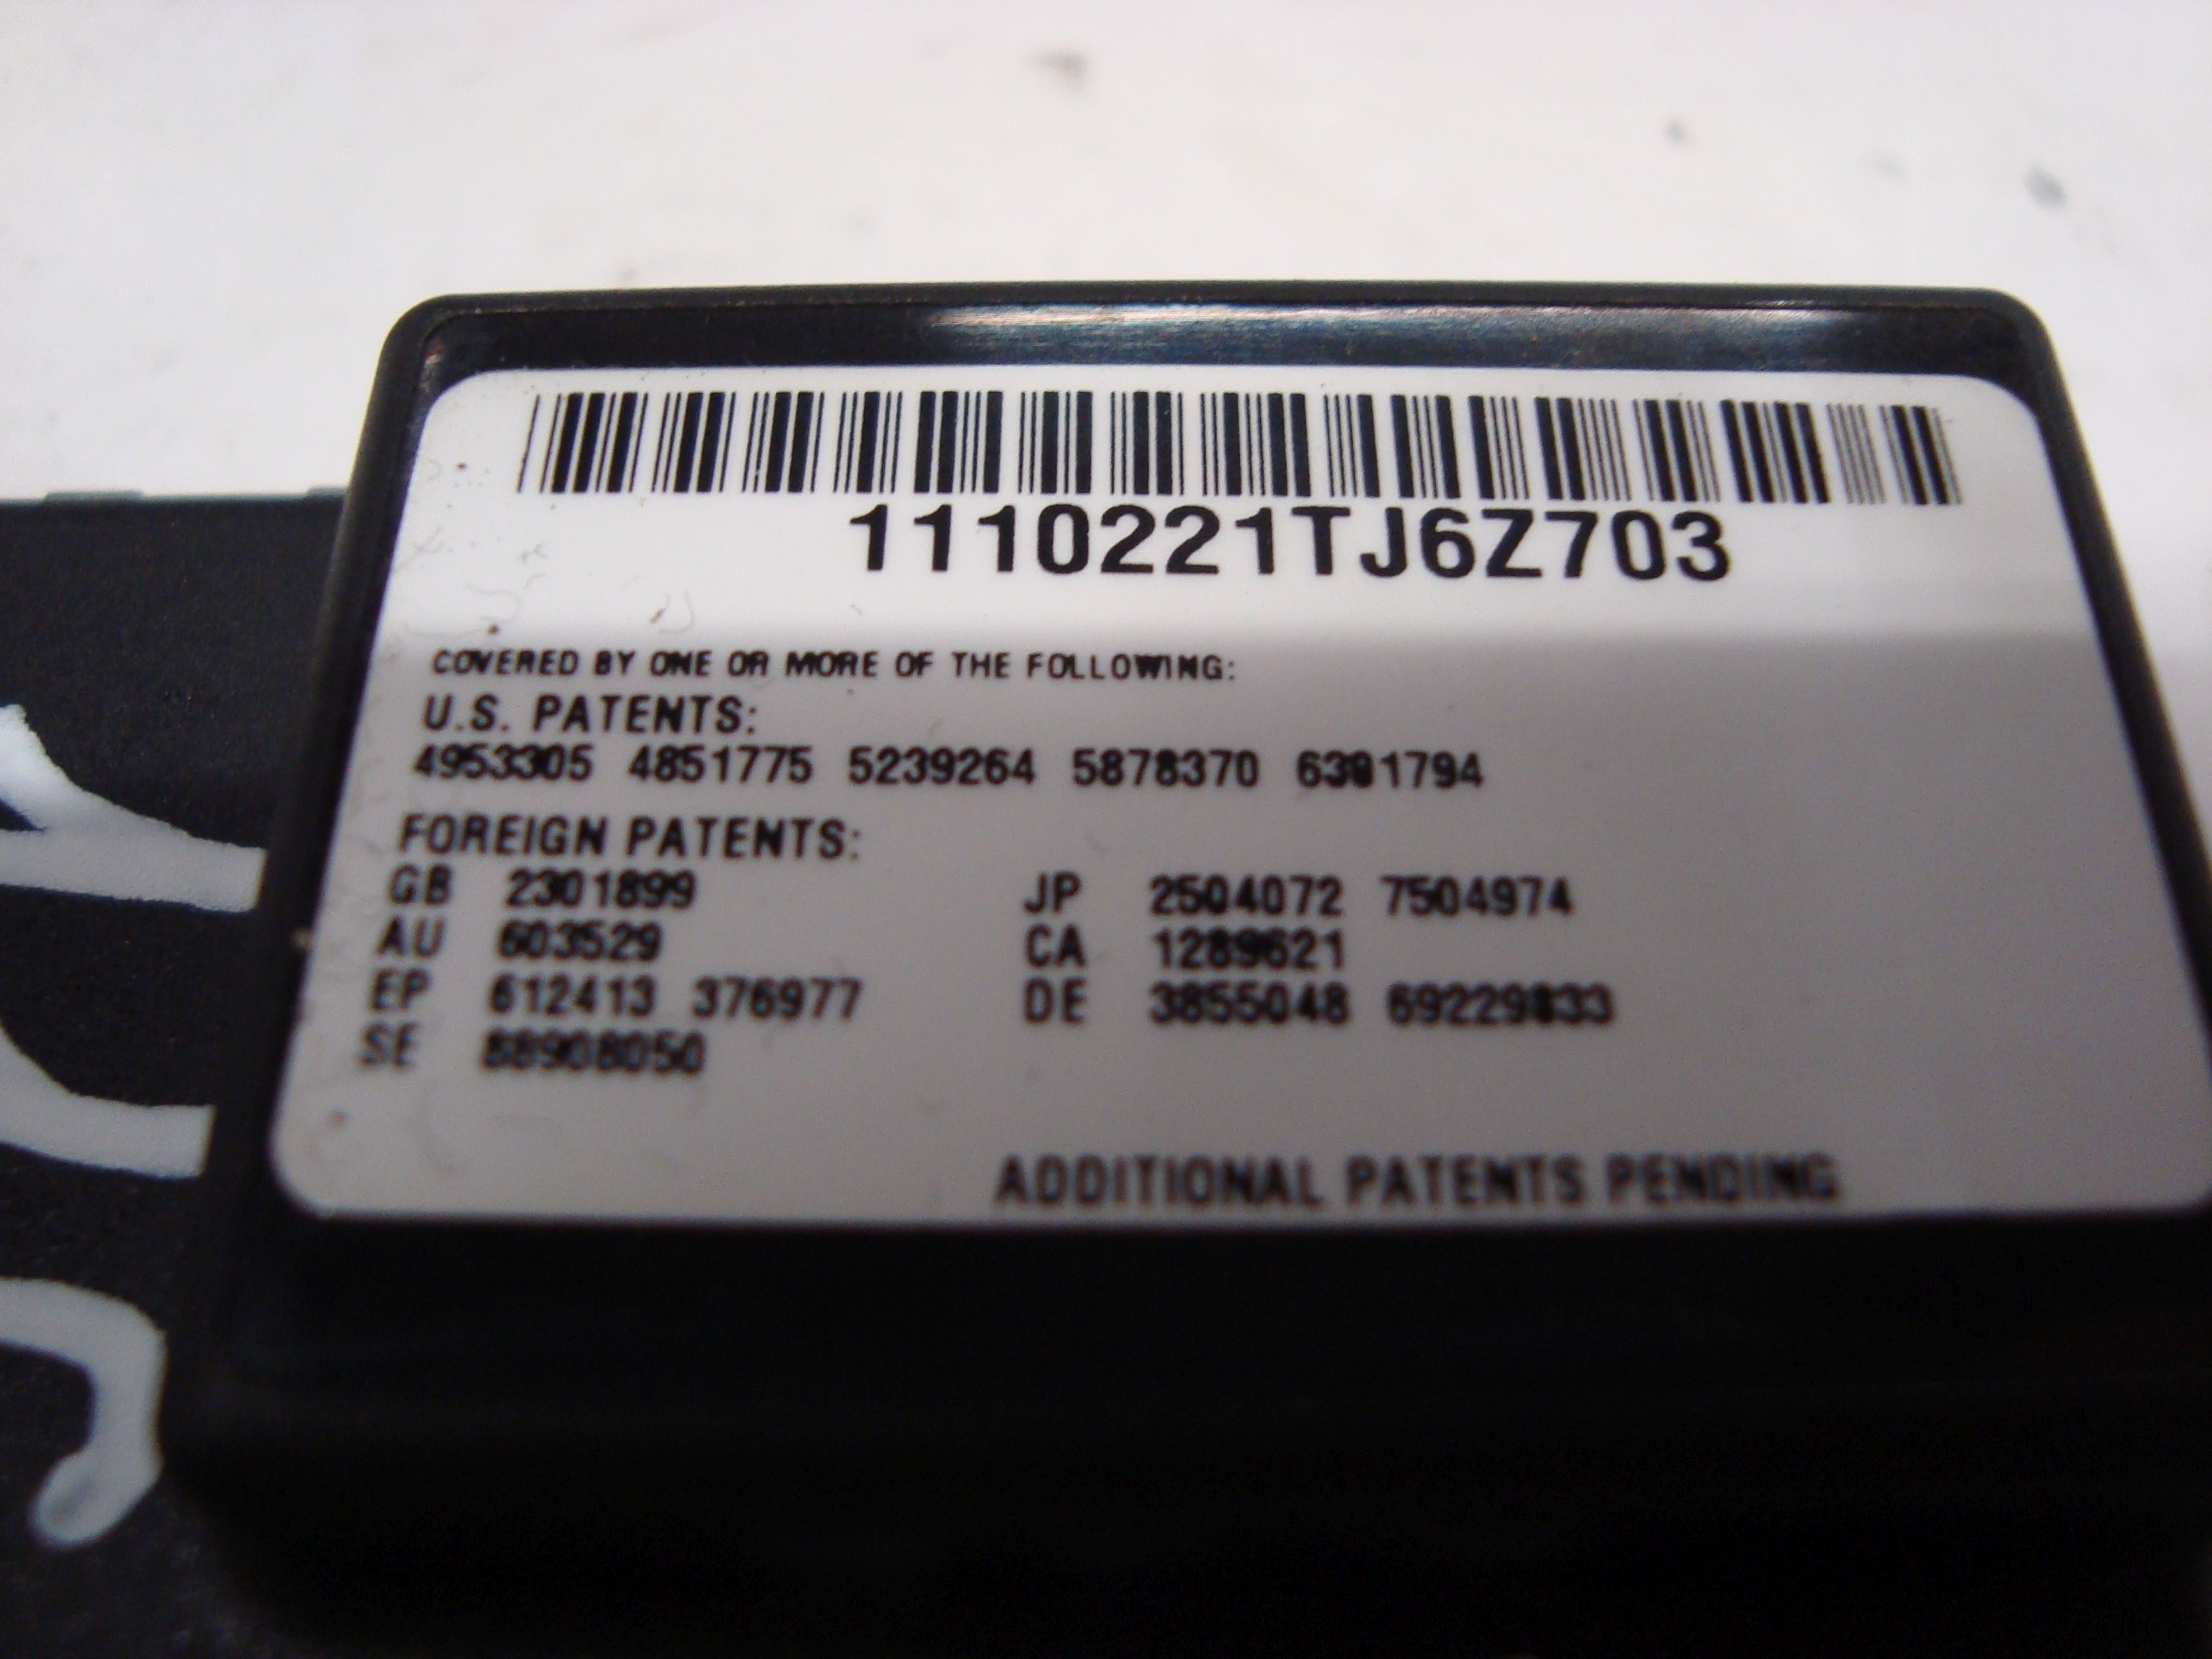 1110221TJ6Z703
COVERED BY ONE OR MORE OF THE FOLLOWING:
U.S. PATENTS:
4953305 4851775 5239264 5878370 6301794
FOREIGN PATENTS:
GB 2301899 JP 2504072 7504974
AU 603529 CA 1289621
EP 612413 376977 DE 3855048
SE 88908050
ADDITIONAL PATENTS PENDING